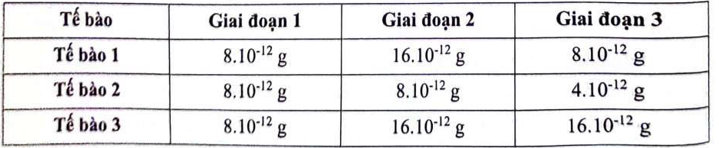 Tế bào Giai đoạn 1 Giai đoạn 2 Giai đoạn 3
Tế bào 1 8.10⁻¹² g 16.10⁻¹² g 8.10⁻¹² g
Tế bào 2 8.10⁻¹² g 8.10⁻¹² g 4.10⁻¹² g
Tế bào 3 8.10⁻¹² g 16.10⁻¹² g 16.10⁻¹² g